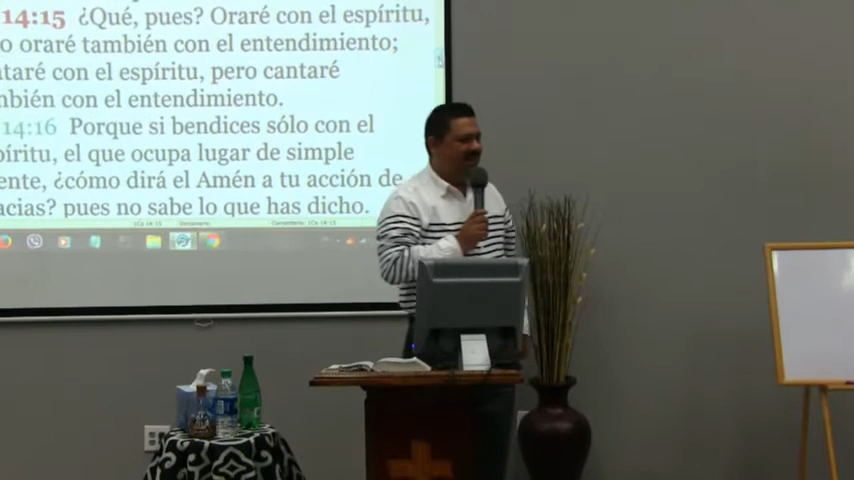 14:15 ¿Qué, pues? Oraré con el espíritu,
o oraré también con el entendimiento;
taré con el espíritu, pero cantaré
mbién con el entendimiento.
14:16 Porque si bendices sólo con el
píritu, el que ocupa lugar de simple
ente, ¿cómo dirá el Amén a tu acción de
acias? pues no sabe lo que has dicho.